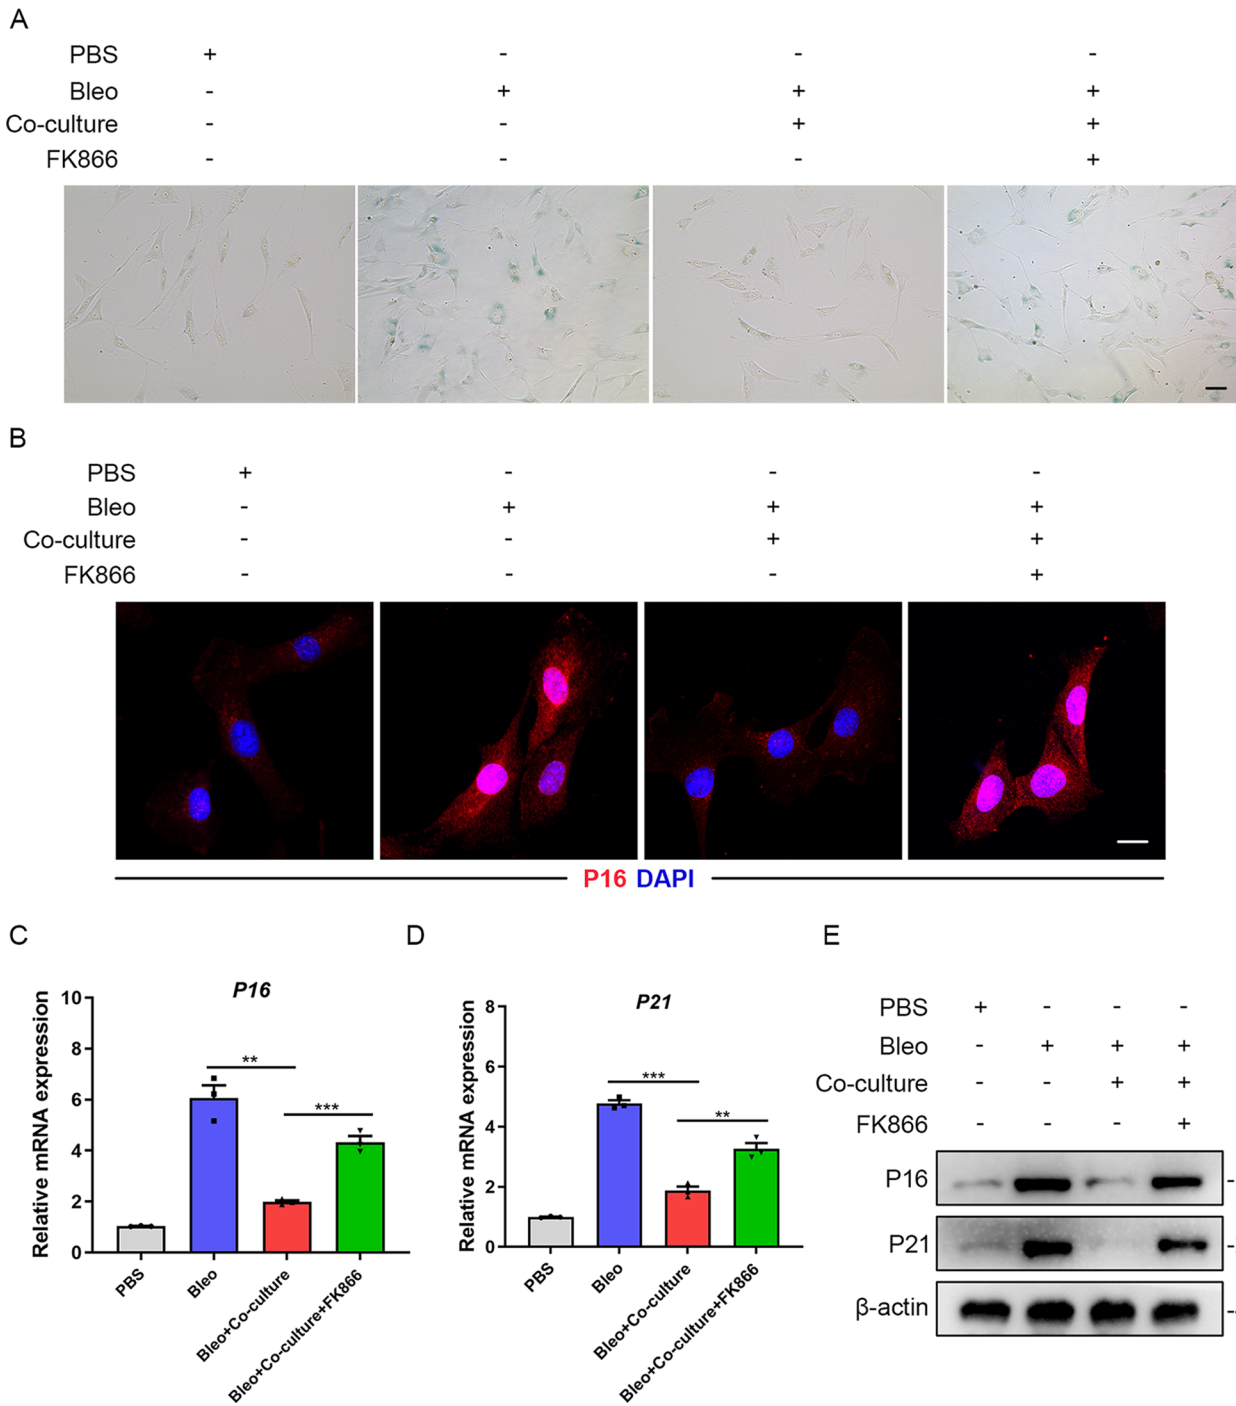 A
PBS + - - -
Bleo - + + +
Co-culture - - + +
FK866 - - - +
B
PBS + - - -
Bleo - + + +
Co-culture - - + +
FK866 - - - +
P16 DAPI
C
P16
Relative mRNA expression
10
8
6
4
2
0
**
***
PBS
Bleo
Bleo+Co-culture
Bleo+Co-culture+FK866
D
P21
Relative mRNA expression
8
6
4
2
0
***
**
PBS
Bleo
Bleo+Co-culture
Bleo+Co-culture+FK866
E
PBS + - - -
Bleo - + + +
Co-culture - - + +
FK866 - - - +
P16
P21
β-actin